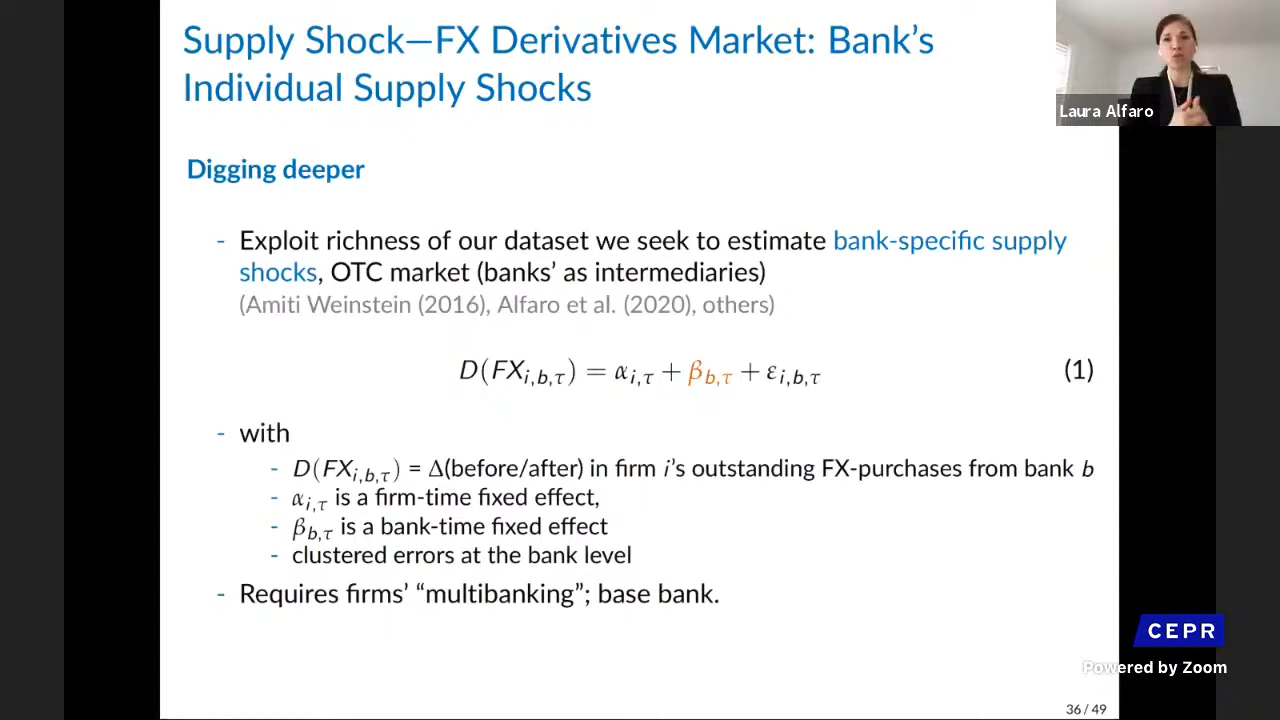 Supply Shock—FX Derivatives Market: Bank's
Individual Supply Shocks
Laura Alfaro
Digging deeper
- Exploit richness of our dataset we seek to estimate bank-specific supply
shocks, OTC market (banks' as intermediaries)
(Amiti Weinstein (2016), Alfaro et al. (2020), others)
D(FX_{i,b,τ}) = α_{i,τ} + β_{b,τ} + ε_{i,b,τ} (1)
- with
- D(FX_{i,b,τ}) = Δ(before/after) in firm i's outstanding FX-purchases from bank b
- α_{i,τ} is a firm-time fixed effect,
- β_{b,τ} is a bank-time fixed effect
- clustered errors at the bank level
- Requires firms' “multibanking”; base bank.
CEPR
Powered by Zoom
36 / 49